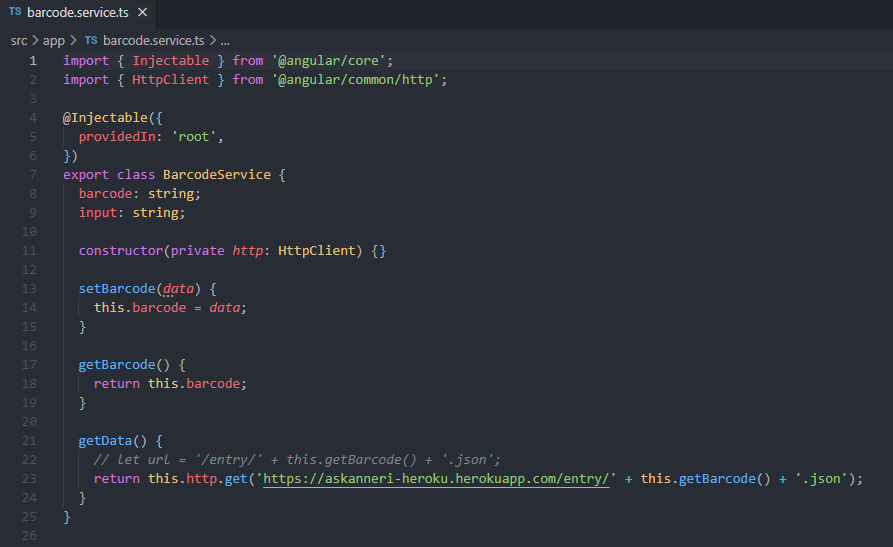 TS barcode.service.ts ×
src > app > TS barcode.service.ts > ...
1 import { Injectable } from '@angular/core';
2 import { HttpClient } from '@angular/common/http';
3
4 @Injectable({
5   providedIn: 'root',
6 })
7 export class BarcodeService {
8   barcode: string;
9   input: string;
10
11   constructor(private http: HttpClient) {}
12
13   setBarcode(data) {
14     this.barcode = data;
15   }
16
17   getBarcode() {
18     return this.barcode;
19   }
20
21   getData() {
22     // let url = '/entry/' + this.getBarcode() + '.json';
23     return this.http.get('https://askanneri-heroku.herokuapp.com/entry/' + this.getBarcode() + '.json');
24   }
25 }
26